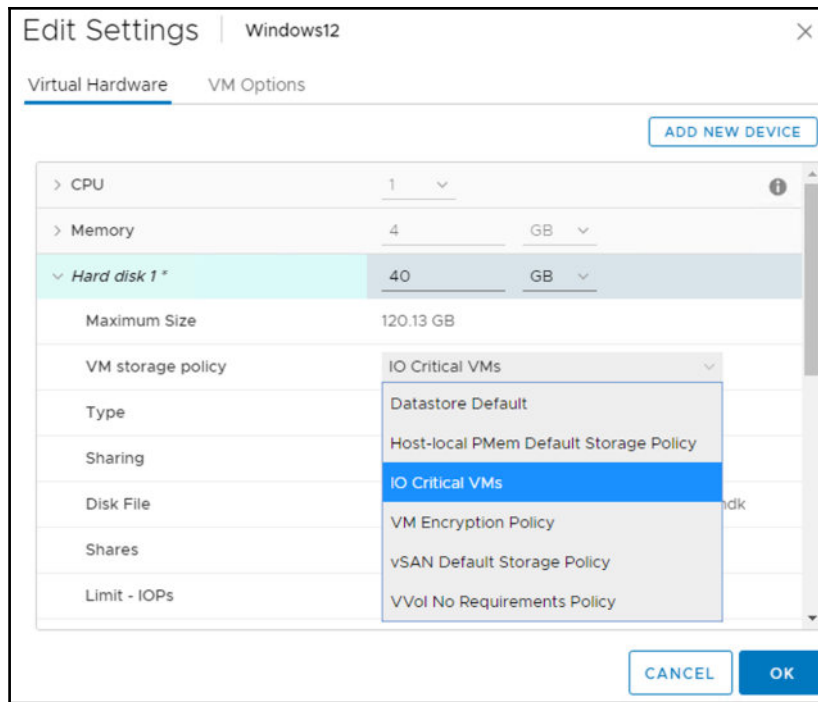 Edit Settings Windows12
Virtual Hardware VM Options
ADD NEW DEVICE
CPU 1
Memory 4 GB
Hard disk 1 * 40 GB
Maximum Size 120.13 GB
VM storage policy IO Critical VMs
Datastore Default
Type
Host-local PMem Default Storage Policy
Sharing
IO Critical VMs
Disk File mdk
VM Encryption Policy
Shares
vSAN Default Storage Policy
Limit - IOPs
VVol No Requirements Policy
CANCEL OK